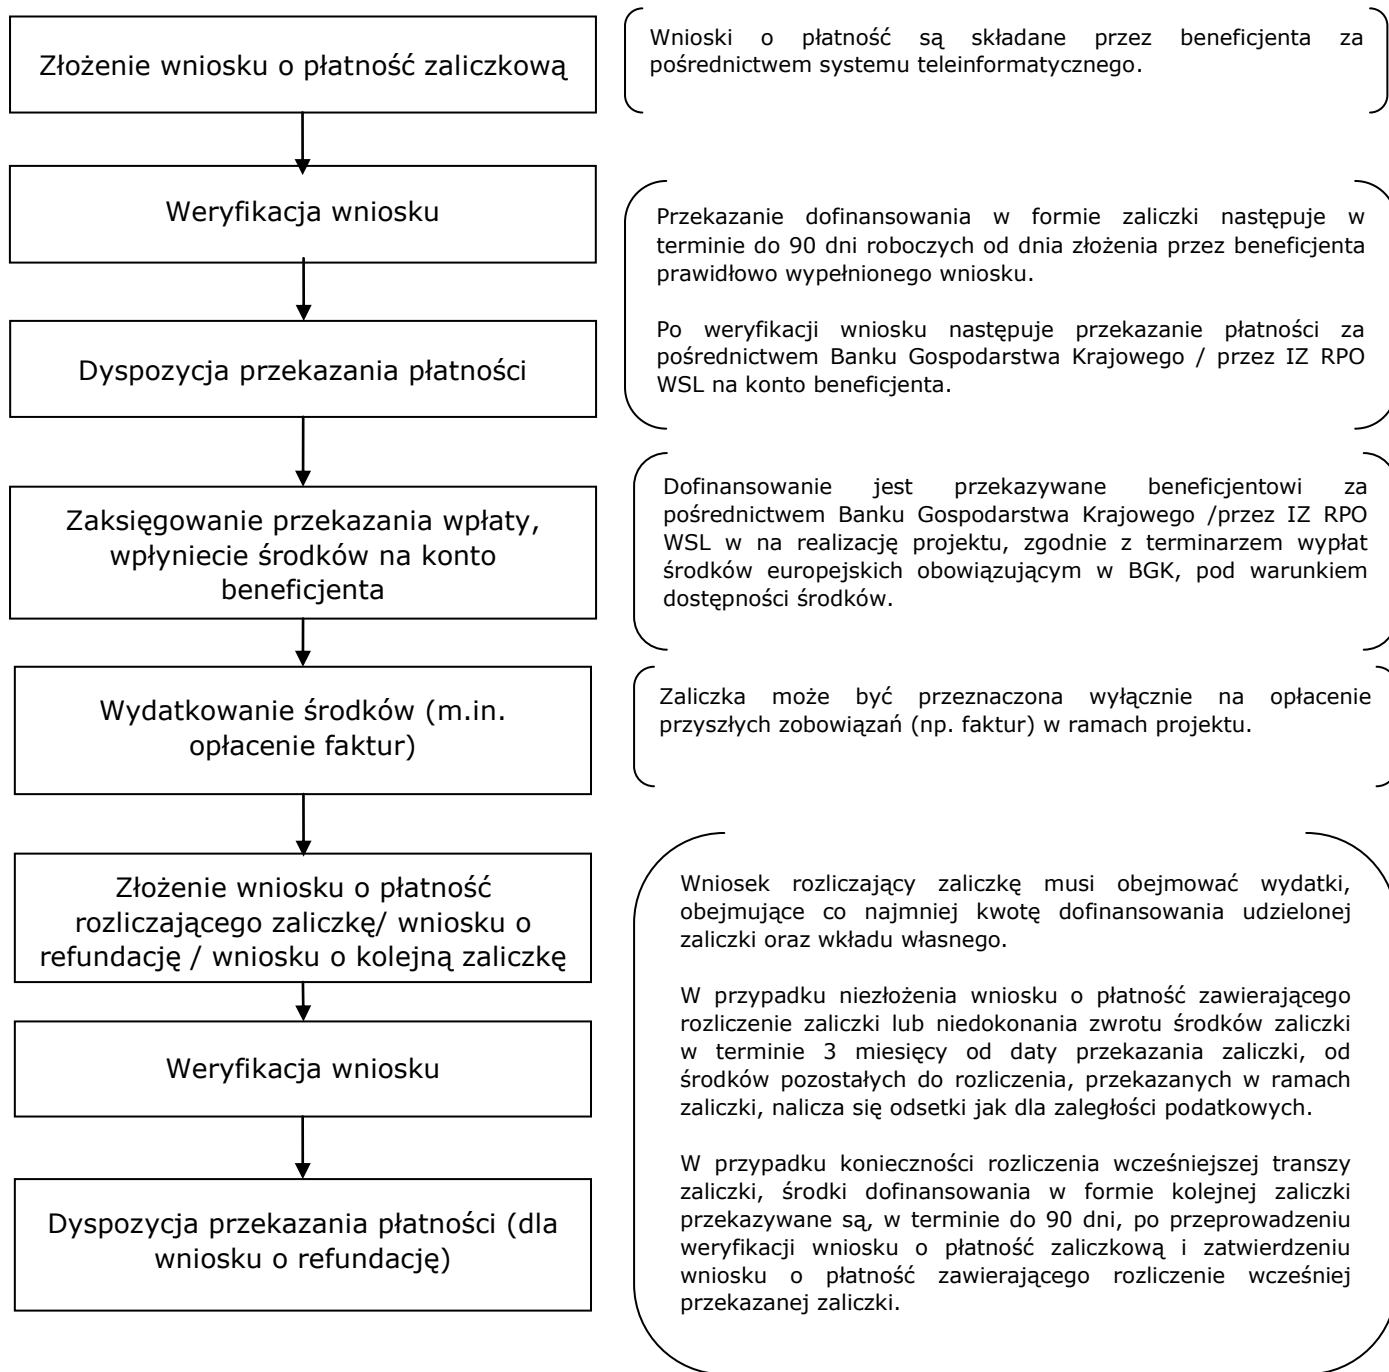 Złożenie wniosku o płatność zaliczkową
Wnioski o płatność są składane przez beneficjenta za
pośrednictwem systemu teleinformatycznego.
Weryfikacja wniosku
Przekazanie dofinansowania w formie zaliczki następuje w
terminie do 90 dni roboczych od dnia złożenia przez beneficjenta
prawidłowo wypełnionego wniosku.
Po weryfikacji wniosku następuje przekazanie płatności za
pośrednictwem Banku Gospodarstwa Krajowego / przez IZ RPO
WSL na konto beneficjenta.
Dyspozycja przekazania płatności
Zaksięgowanie przekazania wpłaty,
wpłyniecie środków na konto
beneficjenta
Dofinansowanie jest przekazywane beneficjentowi za
pośrednictwem Banku Gospodarstwa Krajowego /przez IZ RPO
WSL w na realizację projektu, zgodnie z terminarzem wypłat
środków europejskich obowiązującym w BGK, pod warunkiem
dostępności środków.
Wydatkowanie środków (m.in.
opłacenie faktur)
Zaliczka może być przeznaczona wyłącznie na opłacenie
przyszłych zobowiązań (np. faktur) w ramach projektu.
Złożenie wniosku o płatność
rozliczającego zaliczkę/ wniosku o
refundację / wniosku o kolejną zaliczkę
Weryfikacja wniosku
Dyspozycja przekazania płatności (dla
wniosku o refundację)
Wniosek rozliczający zaliczkę musi obejmować wydatki,
obejmujące co najmniej kwotę dofinansowania udzielonej
zaliczki oraz wkładu własnego.
W przypadku niezłożenia wniosku o płatność zawierającego
rozliczenie zaliczki lub niedokonania zwrotu środków zaliczki
w terminie 3 miesięcy od daty przekazania zaliczki, od
środków pozostałych do rozliczenia, przekazanych w ramach
zaliczki, nalicza się odsetki jak dla zaległości podatkowych.
W przypadku konieczności rozliczenia wcześniejszej transzy
zaliczki, środki dofinansowania w formie kolejnej zaliczki
przekazywane są, w terminie do 90 dni, po przeprowadzeniu
weryfikacji wniosku o płatność zaliczkową i zatwierdzeniu
wniosku o płatność zawierającego rozliczenie wcześniej
przekazanej zaliczki.